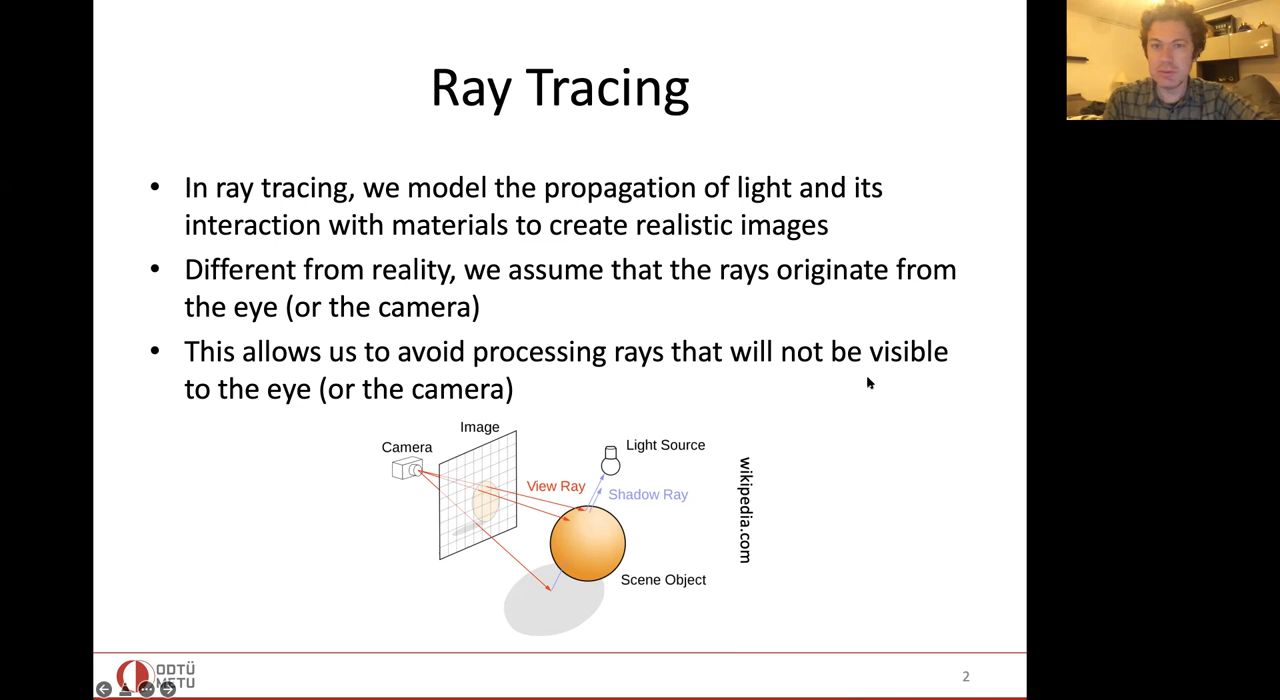 Ray Tracing
• In ray tracing, we model the propagation of light and its
interaction with materials to create realistic images
• Different from reality, we assume that the rays originate from
the eye (or the camera)
• This allows us to avoid processing rays that will not be visible
to the eye (or the camera)
Image
Camera
Light Source
View Ray
Shadow Ray
Scene Object
wikipedia.com
ODTÜ
METU
2